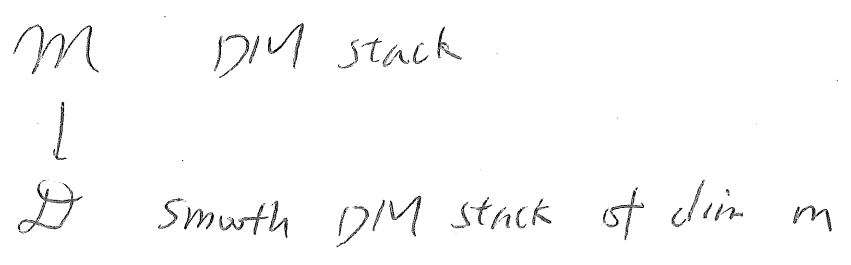 𝓜 DM stack
↓
𝓓 smooth DM stack of dim m